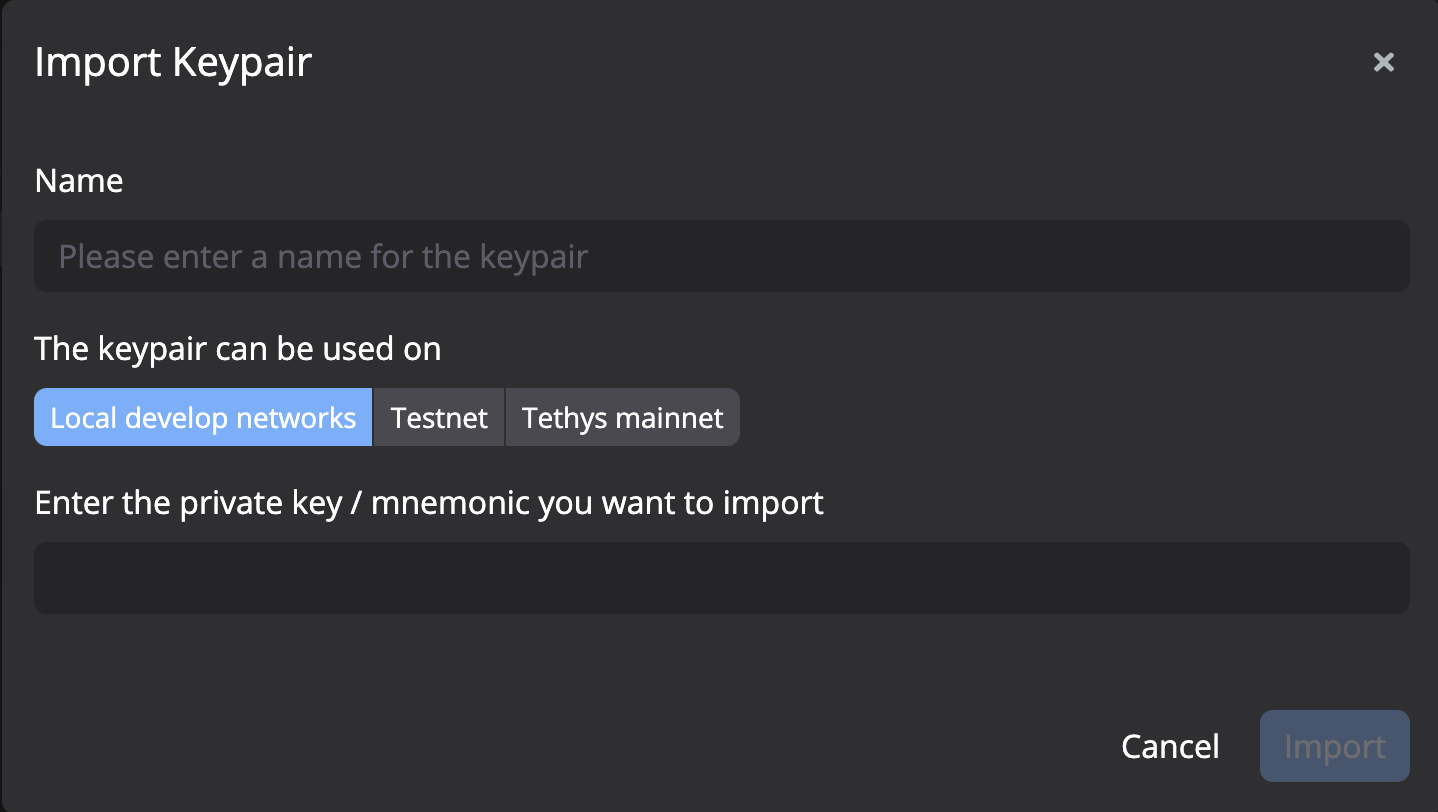 Import Keypair
Name
Please enter a name for the keypair
The keypair can be used on
Local develop networks Testnet Tethys mainnet
Enter the private key / mnemonic you want to import
Cancel Import